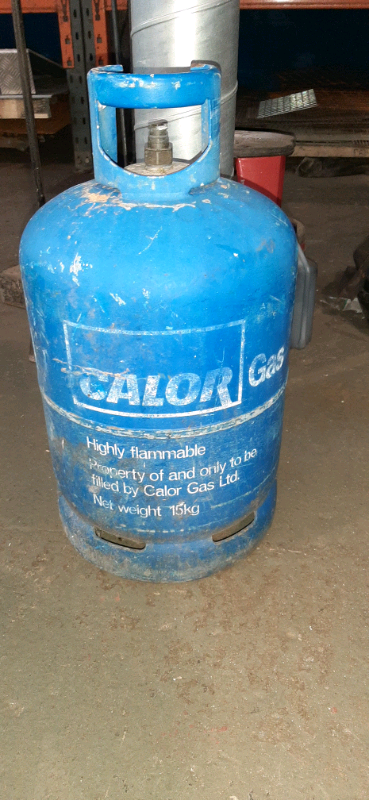 CALOR Gas
Highly flammable
Property of and only to be
filled by Calor Gas Ltd.
Net weight 15kg